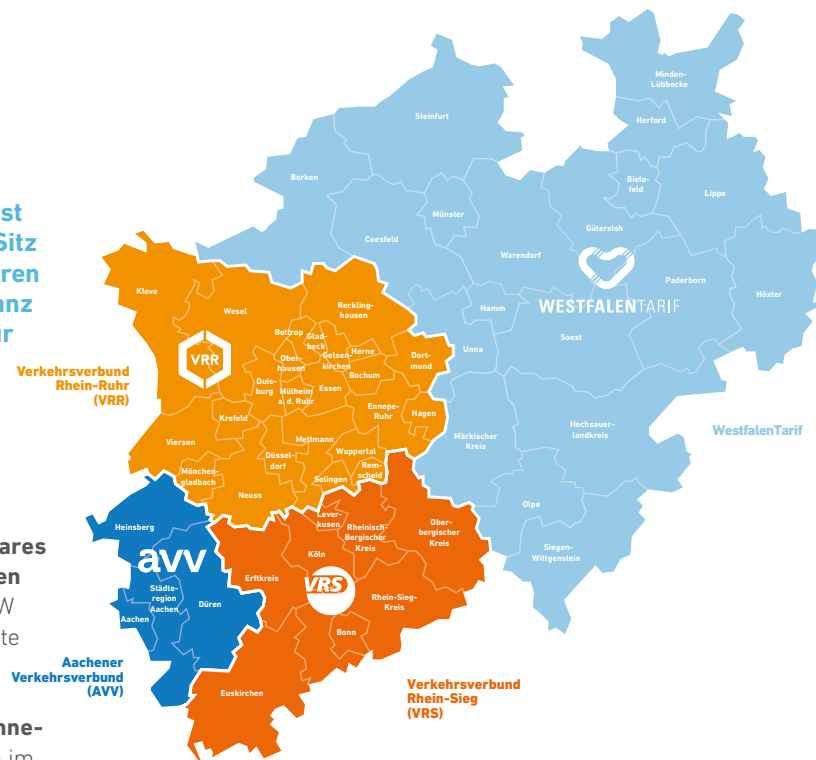 st
Sitz
ren
nz
ur
ares
en
W
te
nne-
im
Verkehrsverbund
Rhein-Ruhr
(VRR)
Kleve
Wesel
VRR
Reckling-
hausen
Bottrop
Glad-
beck
Ober-
hausen
Gelsen-
kirchen
Herne
Dort-
mund
Bochum
Duis-
burg
Mülheim
a. d. Ruhr
Essen
Ennepe-
Ruhr
Hagen
Krefeld
Viersen
Mettmann
Düssel-
dorf
Wuppertal
Rem-
scheid
Solingen
Mönchen-
gladbach
Neuss
Minden-
Lübbecke
Herford
Steinfurt
Borken
Biele-
feld
Lippe
Münster
Coesfeld
Gütersloh
Warendorf
Paderborn
Höxter
WESTFALENTARIF
Hamm
Unna
Soest
Märkischer
Kreis
Hochsauer-
landkreis
WestfalenTarif
Olpe
Siegen-
Wittgenstein
Heinsberg
avv
Städte-
region
Aachen
Aachen
Düren
Aachener
Verkehrsverbund
(AVV)
Lever-
kusen
Rheinisch-
Bergischer
Kreis
Ober-
bergischer
Kreis
Köln
Erftkreis
VRS
Rhein-Sieg-
Kreis
Bonn
Euskirchen
Verkehrsverbund
Rhein-Sieg
(VRS)